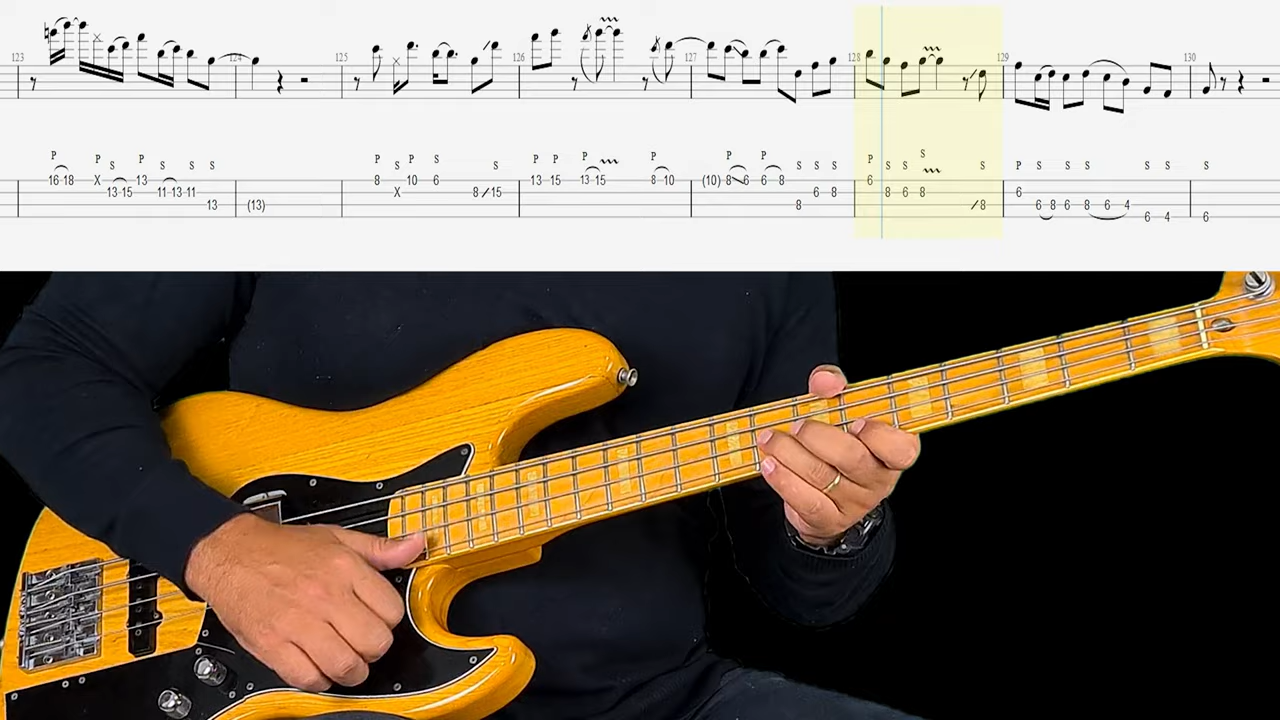 123 124 125 126 127 128 129 130
P P P P S P P P P P P S P S S S P S S S
S S S S S S S S S S S S
16 18 X 13 8 10 6 13 15 13 15 8 10 (10) 8 6 6 8 6
13 15 11 13 11 X 8 15 6 8 8 6 8 6
13 (13) 8 8 6 8 6 8 6 4
6 4 6